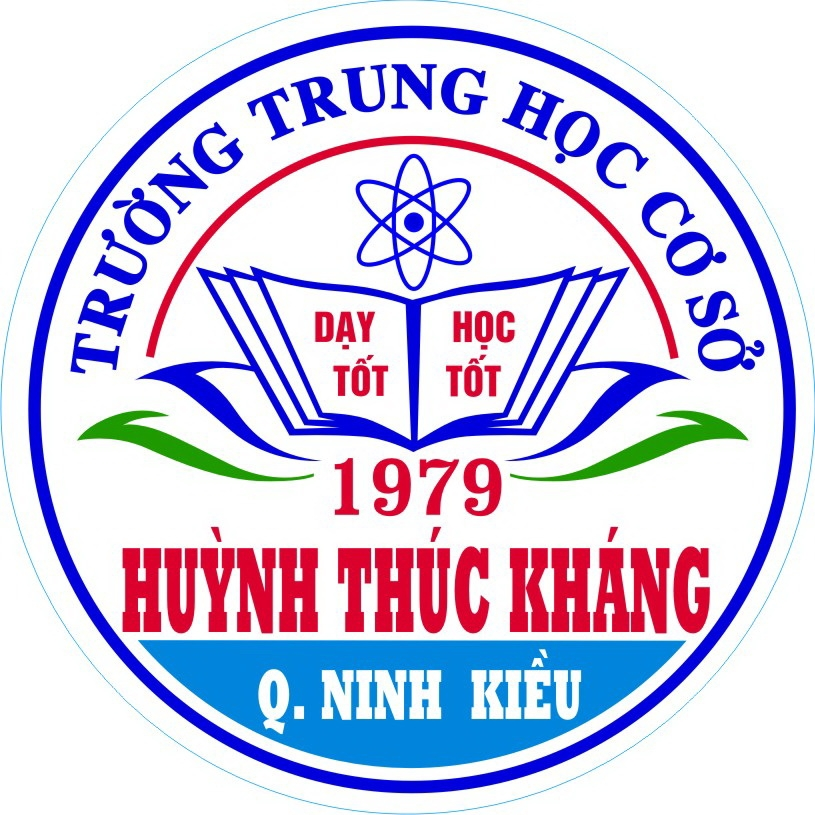 TRƯỜNG TRUNG HỌC CƠ SỞ
DẠY TỐT
HỌC TỐT
1979
HUỲNH THÚC KHÁNG
Q. NINH KIỀU